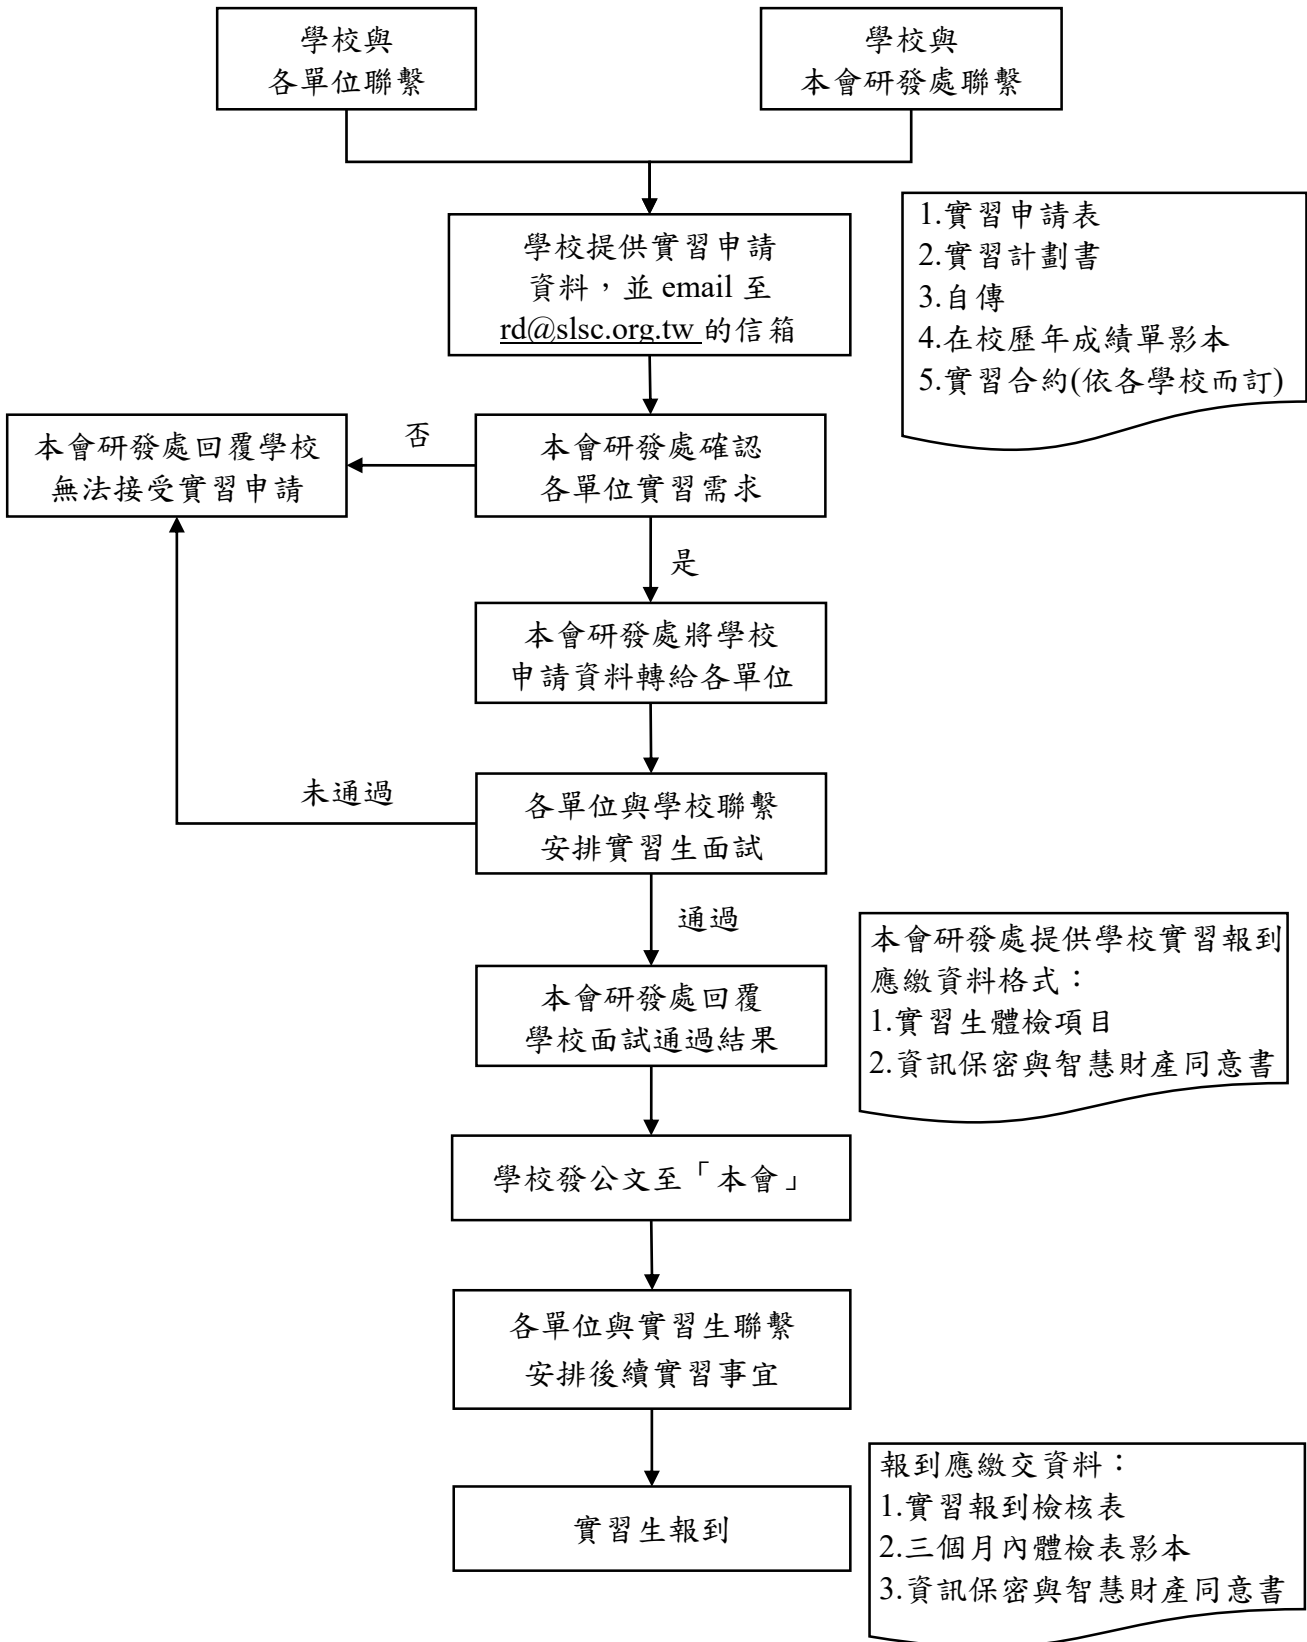 學校與
各單位聯繫
學校與
本會研發處聯繫
學校提供實習申請
資料，並 email 至
rd@slsc.org.tw 的信箱
1.實習申請表
2.實習計劃書
3.自傳
4.在校歷年成績單影本
5.實習合約(依各學校而訂)
本會研發處回覆學校
無法接受實習申請
否
本會研發處確認
各單位實習需求
是
本會研發處將學校
申請資料轉給各單位
未通過
各單位與學校聯繫
安排實習生面試
通過
本會研發處回覆
學校面試通過結果
本會研發處提供學校實習報到
應繳資料格式：
1.實習生體檢項目
2.資訊保密與智慧財產同意書
學校發公文至「本會」
各單位與實習生聯繫
安排後續實習事宜
實習生報到
報到應繳交資料：
1.實習報到檢核表
2.三個月內體檢表影本
3.資訊保密與智慧財產同意書